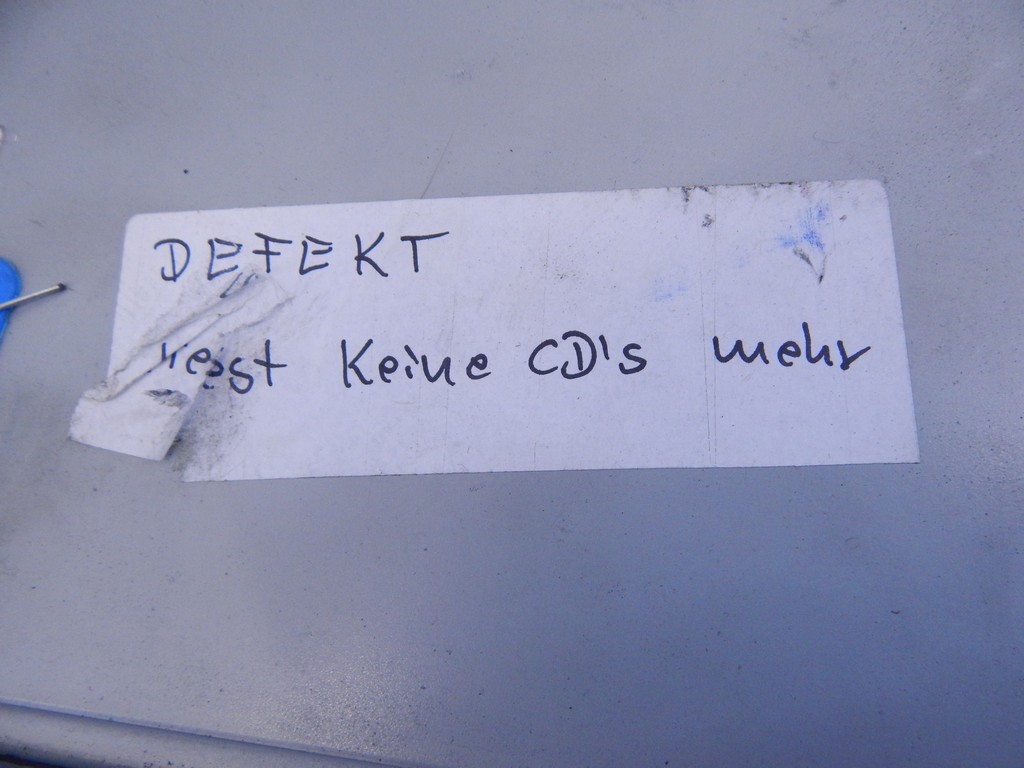 DEFEKT
liest keine CD's mehr